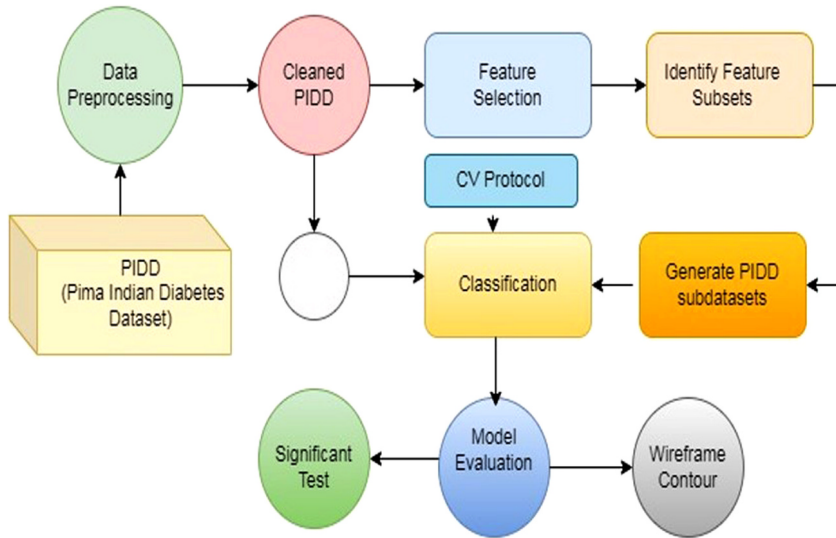 Data
Preprocessing
Cleaned
PIDD
Feature
Selection
Identify Feature
Subsets
CV Protocol
PIDD
(Pima Indian Diabetes
Dataset)
Classification
Generate PIDD
subdatasets
Significant
Test
Model
Evaluation
Wireframe
Contour